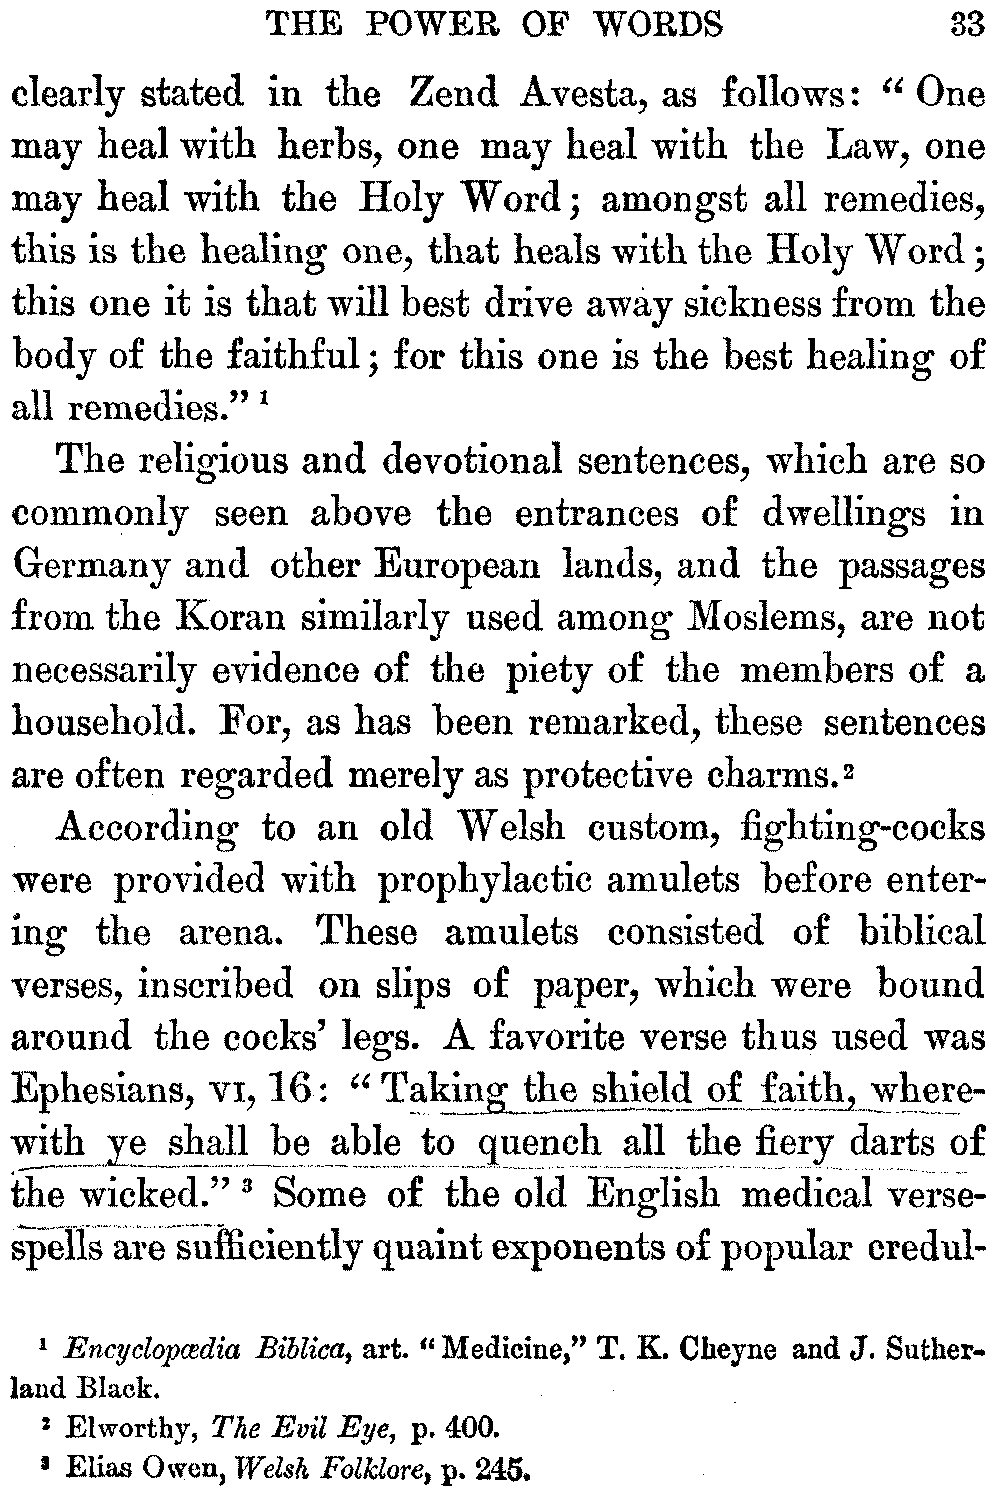 THE POWER OF WORDS 33
clearly stated in the Zend Avesta, as follows: “ One
may heal with herbs, one may heal with the Law, one
may heal with the Holy Word; amongst all remedies,
this is the healing one, that heals with the Holy Word;
this one it is that will best drive away sickness from the
body of the faithful; for this one is the best healing of
all remedies.” ¹
The religious and devotional sentences, which are so
commonly seen above the entrances of dwellings in
Germany and other European lands, and the passages
from the Koran similarly used among Moslems, are not
necessarily evidence of the piety of the members of a
household. For, as has been remarked, these sentences
are often regarded merely as protective charms.²
According to an old Welsh custom, fighting-cocks
were provided with prophylactic amulets before enter-
ing the arena. These amulets consisted of biblical
verses, inscribed on slips of paper, which were bound
around the cocks’ legs. A favorite verse thus used was
Ephesians, VI, 16: “ Taking the shield of faith, where-
with ye shall be able to quench all the fiery darts of
the wicked.” ³ Some of the old English medical verse-
spells are sufficiently quaint exponents of popular credul-
¹ Encyclopædia Biblica, art. “ Medicine,” T. K. Cheyne and J. Suther-
land Black.
² Elworthy, The Evil Eye, p. 400.
³ Elias Owen, Welsh Folklore, p. 245.